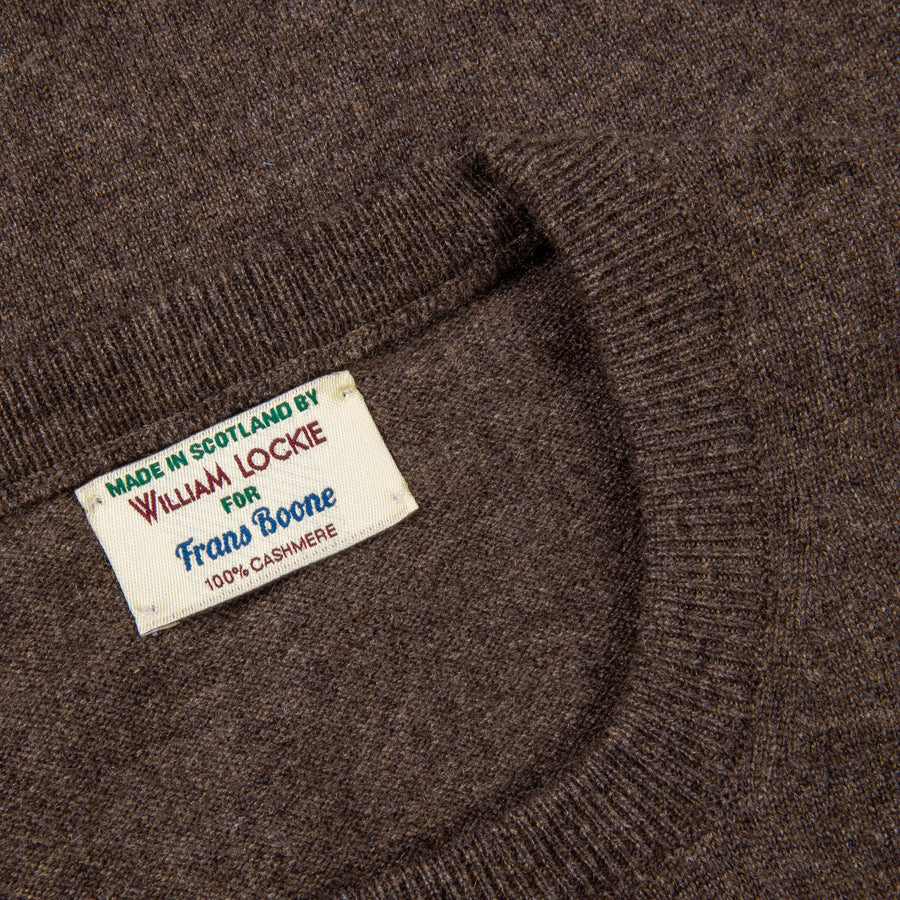 MADE IN SCOTLAND BY
WILLIAM LOCKIE
FOR
Frans Boone
100% CASHMERE